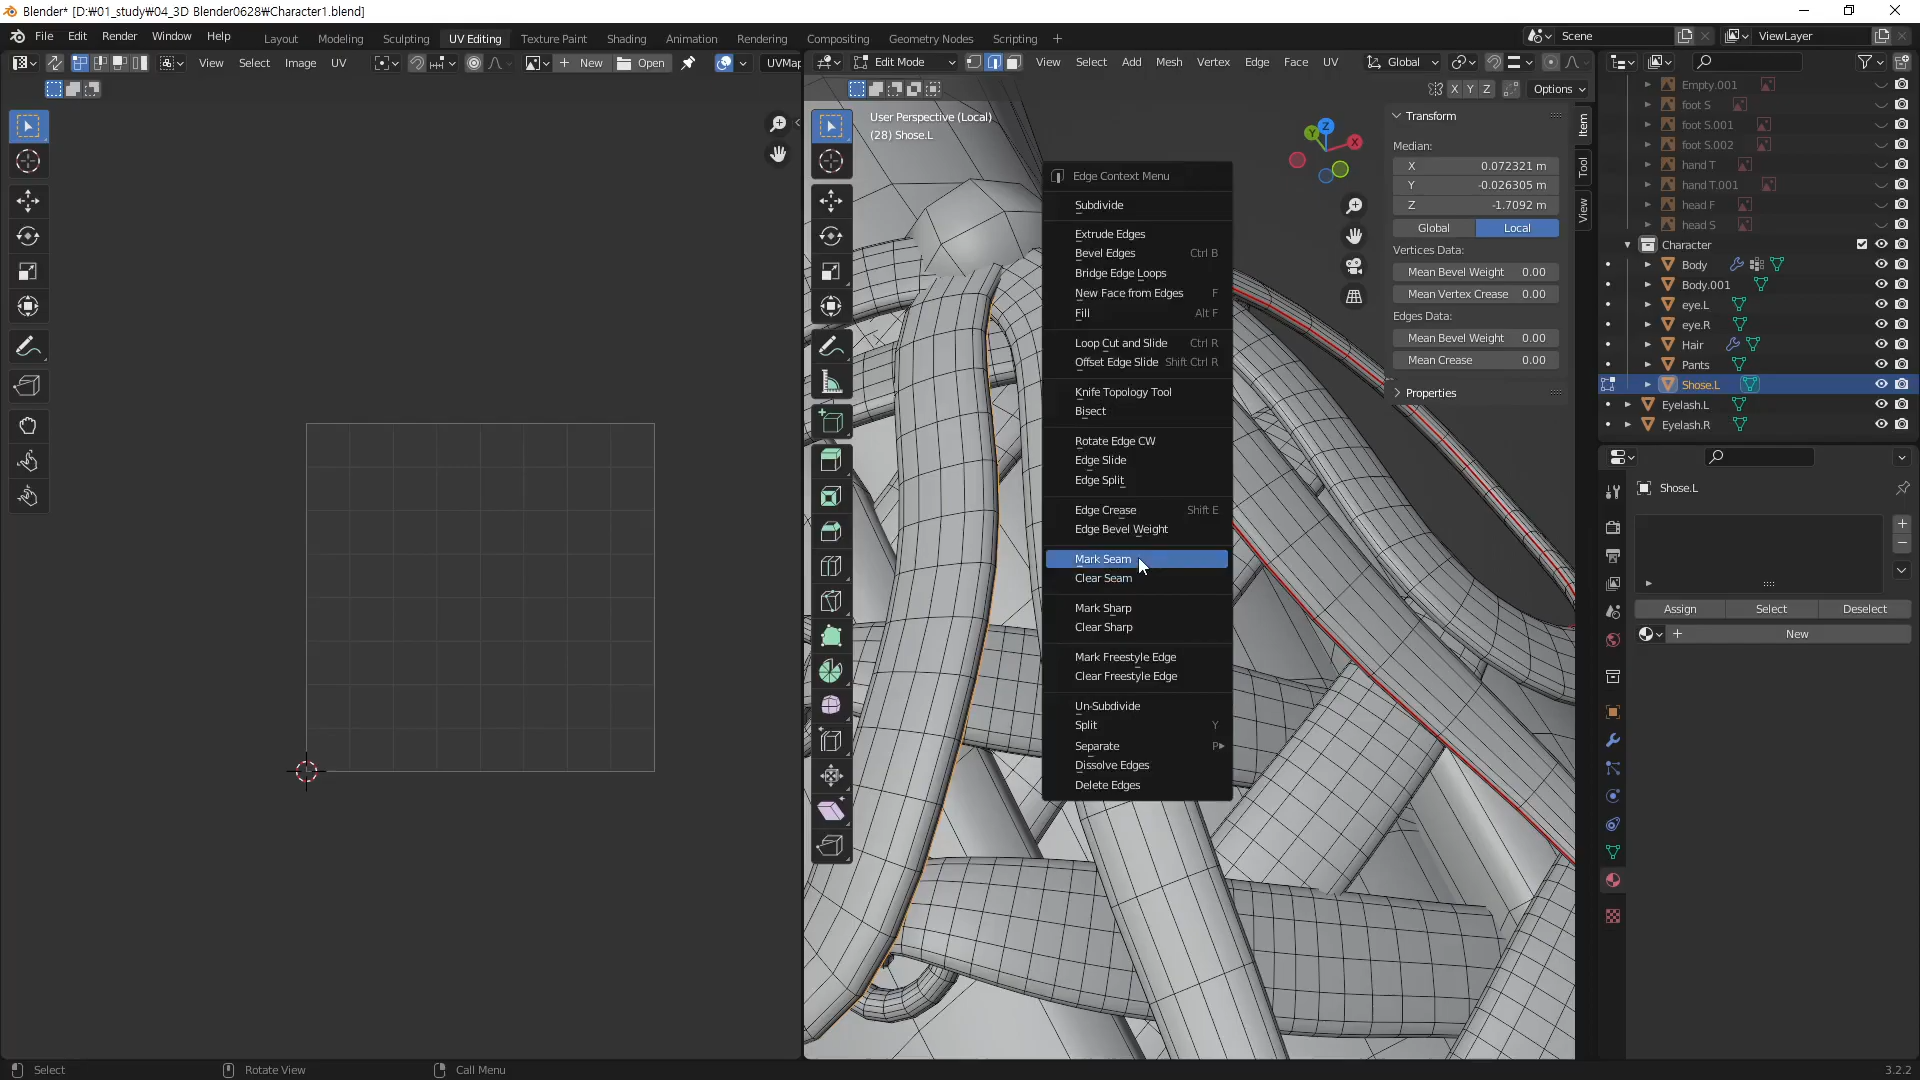 Blender* [D:₩01_study₩04_3D Blender0628₩Character1.blend]
File Edit Render Window Help
Layout Modeling Sculpting UV Editing Texture Paint Shading Animation Rendering Compositing Geometry Nodes Scripting +
Scene
ViewLayer
View Select Image UV
New
Open
UVMap
Edit Mode
View Select Add Mesh Vertex Edge Face UV
Global
X Y Z
Options
User Perspective (Local)
(28) Shose.L
Edge Context Menu
Subdivide
Extrude Edges
Bevel Edges Ctrl B
Bridge Edge Loops
New Face from Edges F
Fill Alt F
Loop Cut and Slide Ctrl R
Offset Edge Slide Shift Ctrl R
Knife Topology Tool
Bisect
Rotate Edge CW
Edge Slide
Edge Split
Edge Crease Shift E
Edge Bevel Weight
Mark Seam
Clear Seam
Mark Sharp
Clear Sharp
Mark Freestyle Edge
Clear Freestyle Edge
Un-Subdivide
Split Y
Separate P
Dissolve Edges
Delete Edges
Z
Y
X
Transform
Median:
X 0.072321 m
Y -0.026305 m
Z -1.7092 m
Global Local
Vertices Data:
Mean Bevel Weight 0.00
Mean Vertex Crease 0.00
Edges Data:
Mean Bevel Weight 0.00
Mean Crease 0.00
Properties
Item
Tool
View
Empty.001
foot S
foot S.001
foot S.002
hand T
hand T.001
head F
head S
Character
Body
Body.001
eye.L
eye.R
Hair
Pants
Shose.L
Eyelash.L
Eyelash.R
Shose.L
Assign Select Deselect
New
Select
Rotate View
Call Menu
3.2.2